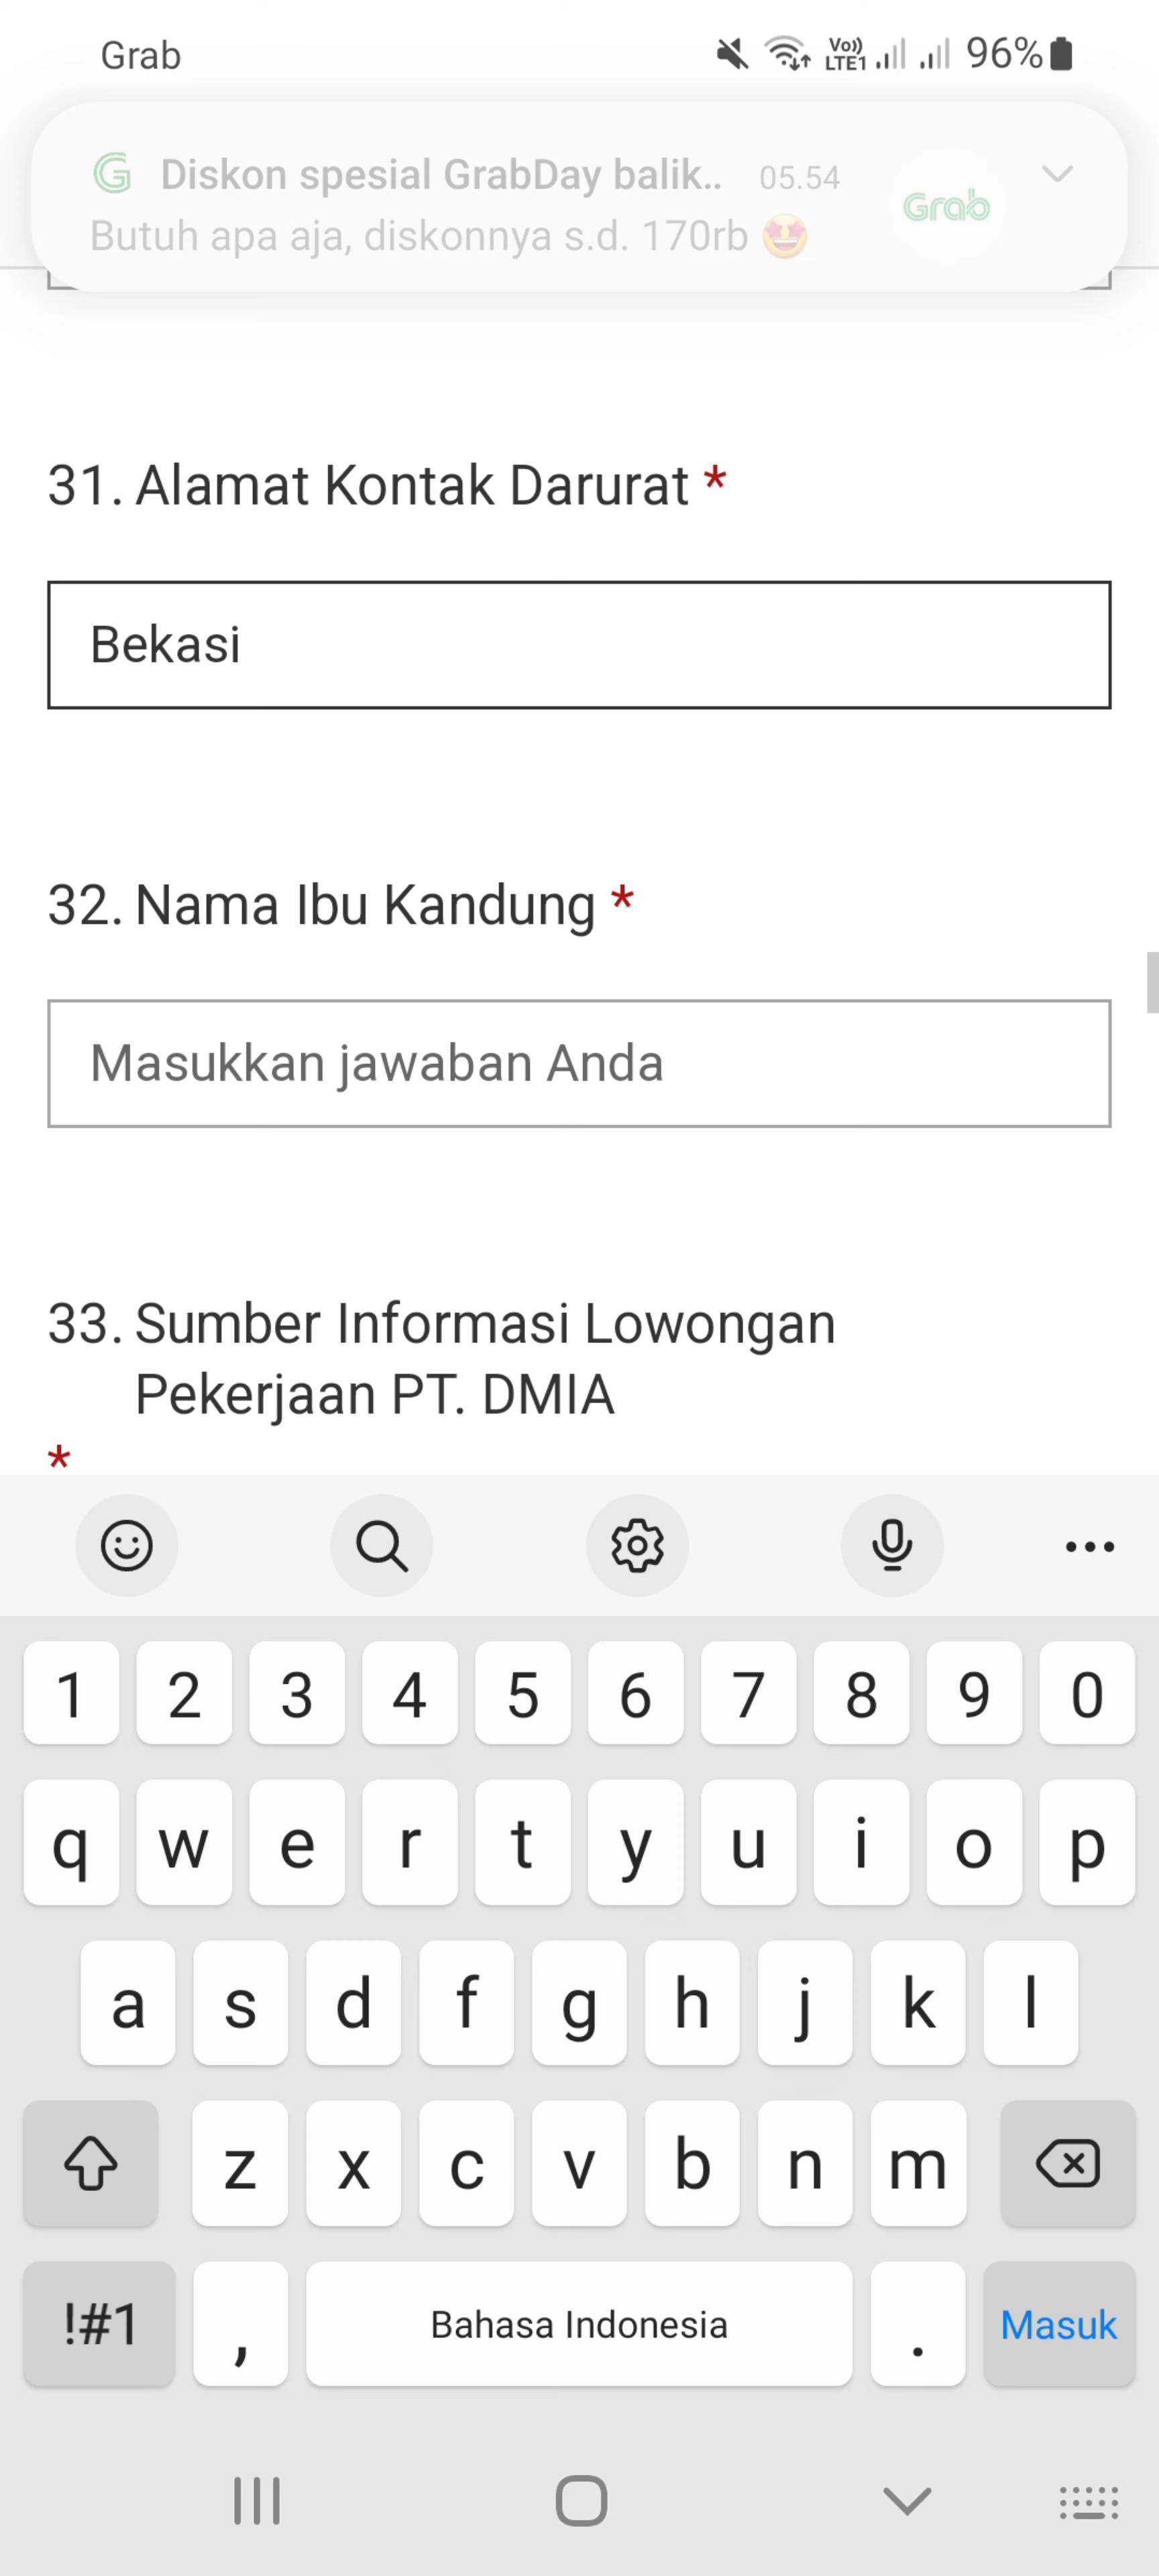 Grab
Vo)) LTE1 96%
Diskon spesial GrabDay balik.. 05.54
Grab
Butuh apa aja, diskonnya s.d. 170rb 🤩
31. Alamat Kontak Darurat *
Bekasi
32. Nama Ibu Kandung *
Masukkan jawaban Anda
33. Sumber Informasi Lowongan
Pekerjaan PT. DMIA
*
1 2 3 4 5 6 7 8 9 0
q w e r t y u i o p
a s d f g h j k l
z x c v b n m
!#1 , Bahasa Indonesia . Masuk